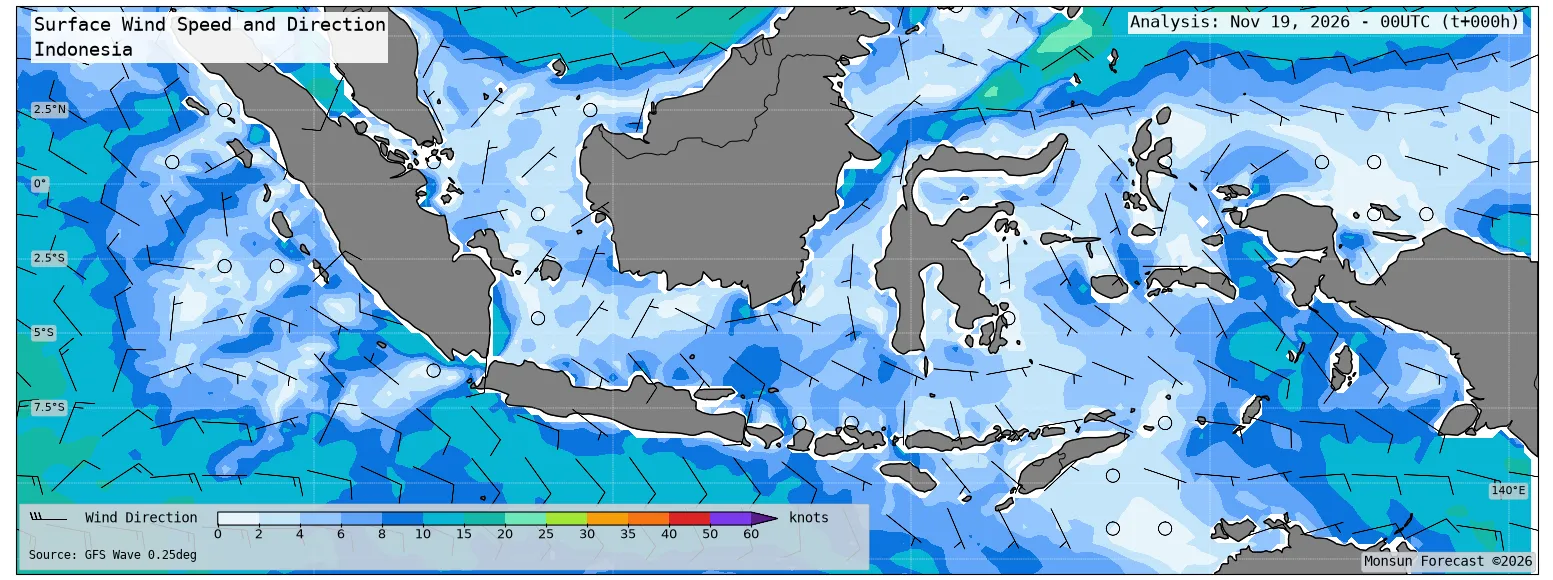 Surface Wind Speed and Direction
Indonesia
Analysis: Nov 19, 2026 - 00UTC (t+000h)
2.5°N
0°
2.5°S
5°S
7.5°S
140°E
Wind Direction
0 2 4 6 8 10 15 20 25 30 35 40 50 60
knots
Source: GFS Wave 0.25deg
Monsun Forecast ©2026